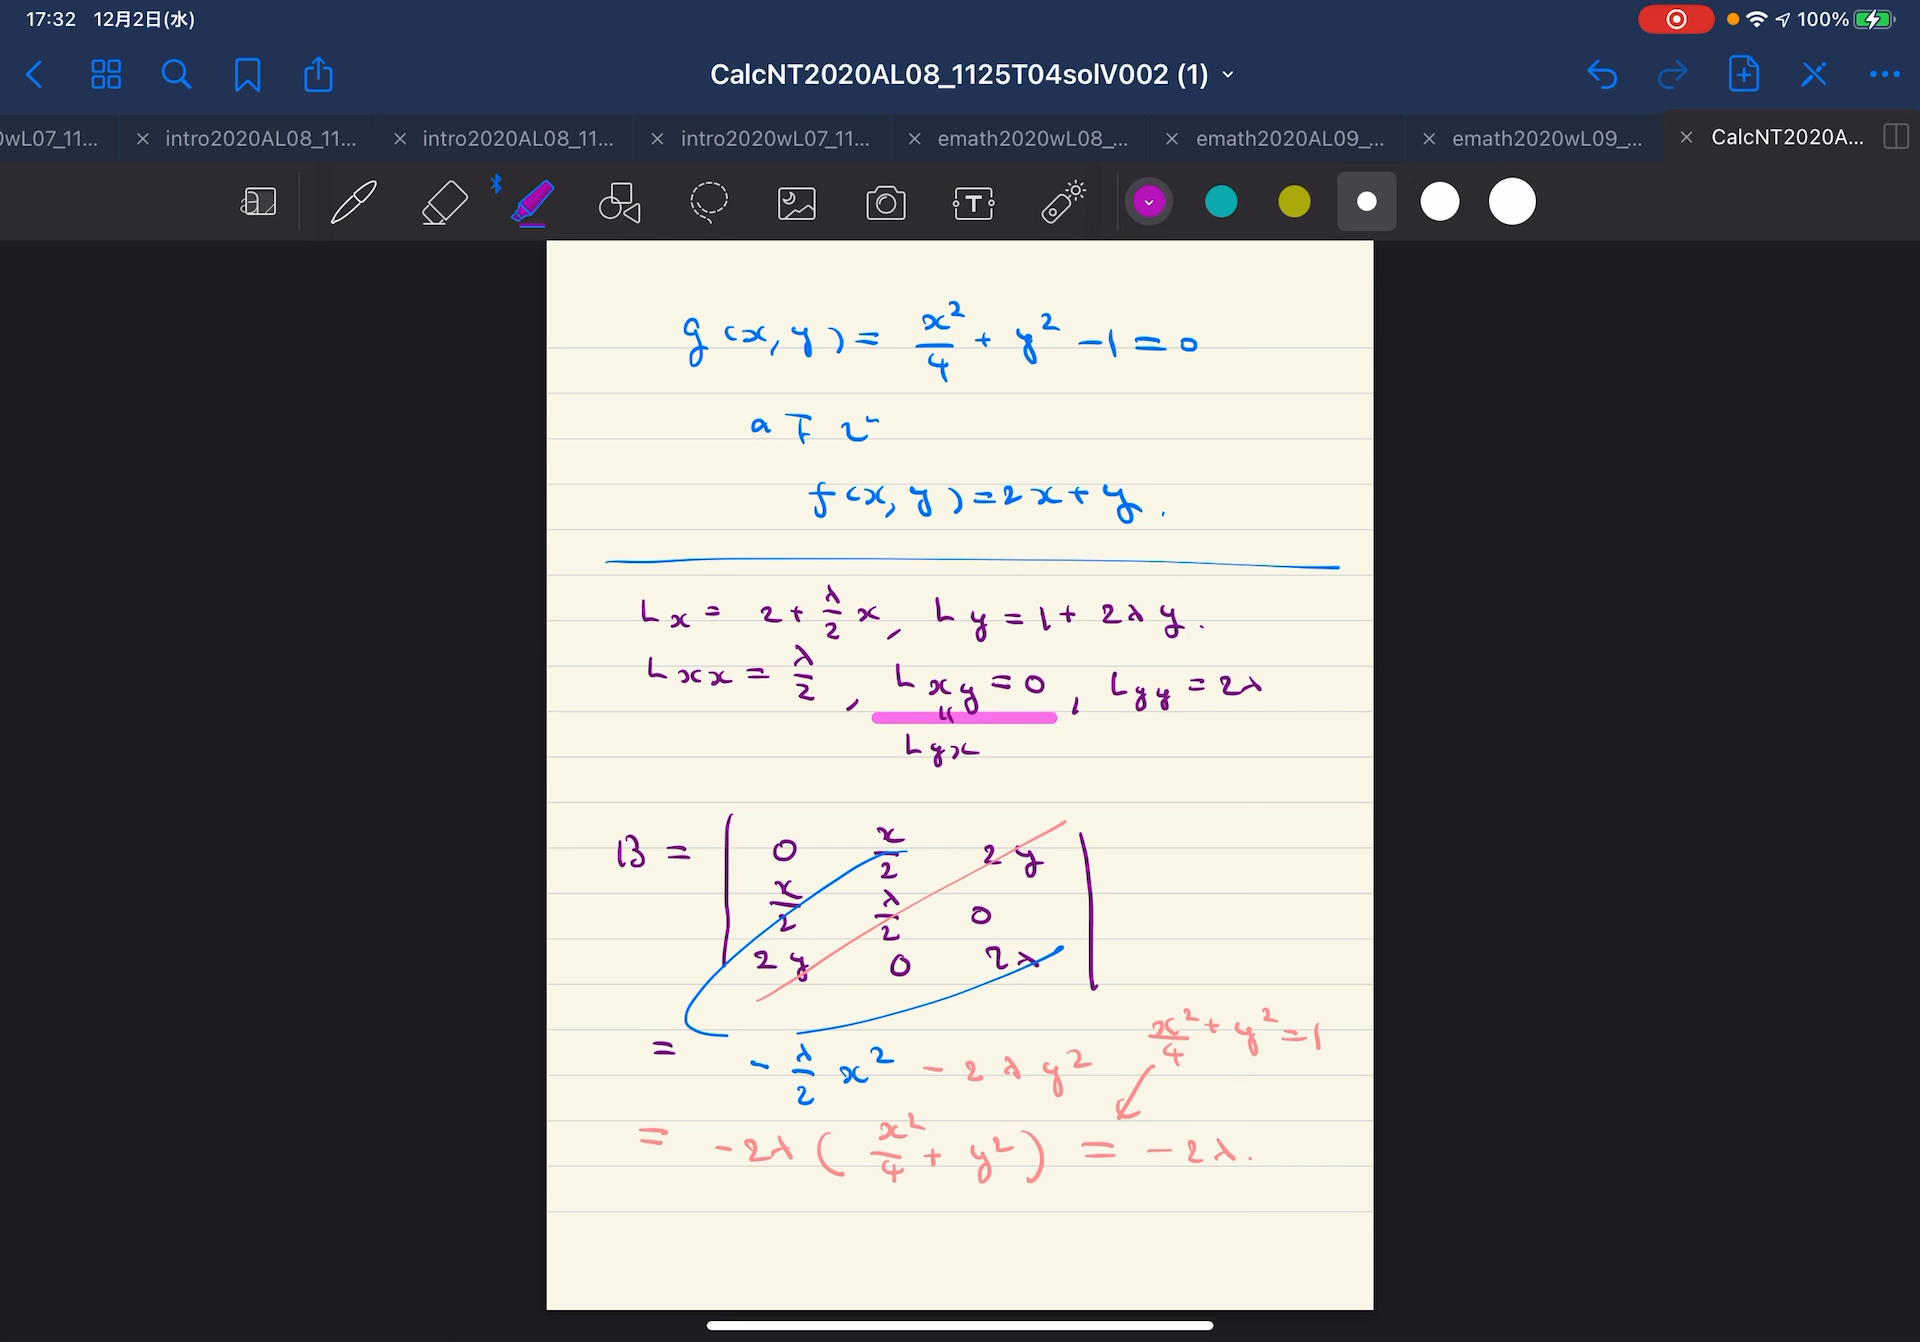 17:32 12月2日(水) 100%
CalcNT2020AL08_1125T04solV002 (1)
0wL07_11... intro2020AL08_11... intro2020AL08_11... intro2020wL07_11... emath2020wL08_... emath2020AL09_... emath2020wL09_... CalcNT2020A...
g(x, y) = x²/4 + y² - 1 = 0
の下で
f(x, y) = 2x + y.
Lx = 2 + λ/2 x, Ly = 1 + 2λy.
Lxx = λ/2, Lxy = 0, Lyy = 2λ
"
Lyx
B = | 0 x/2 2y |
| x/2 λ/2 0 |
| 2y 0 2λ |
x²/4 + y² = 1
= - λ/2 x² - 2λy²
= -2λ ( x²/4 + y² ) = -2λ.